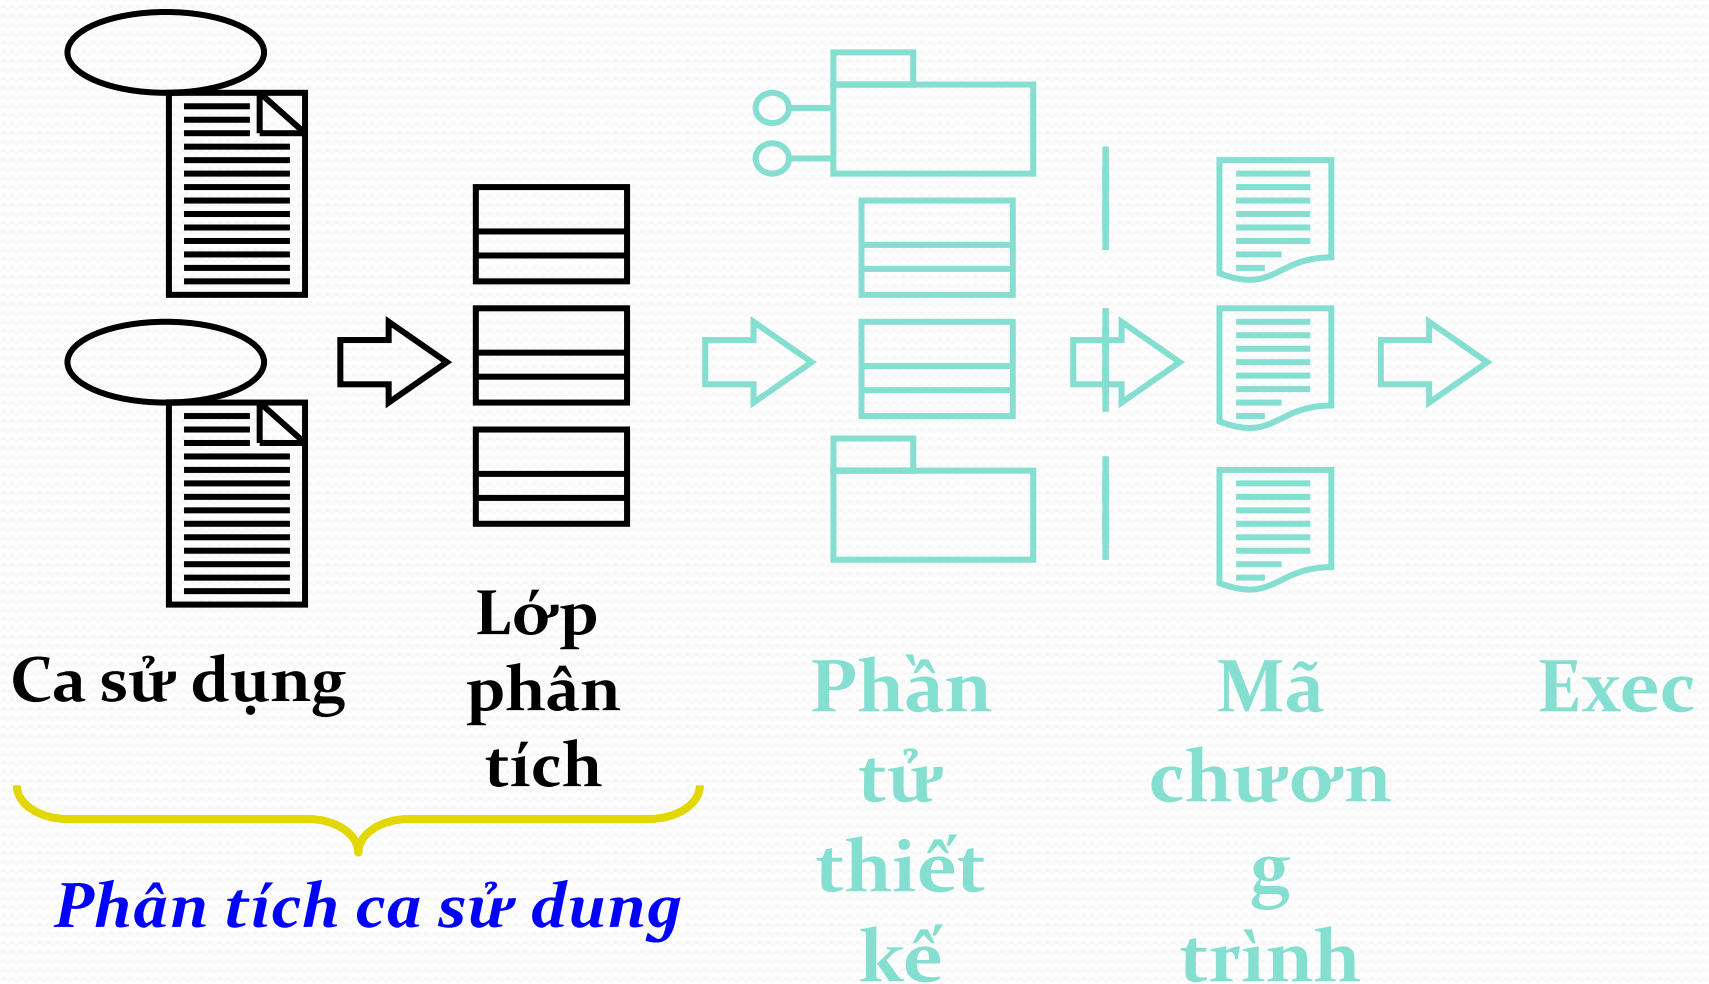 Ca sử dụng
Lớp
phân
tích
Phần
tử
thiết
kế
Mã
chươn
g
trình
Exec
Phân tích ca sử dung